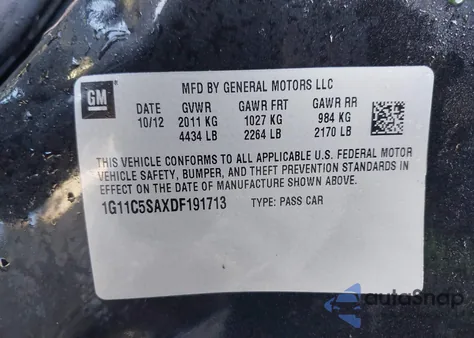 GM
MFD BY GENERAL MOTORS LLC
DATE GVWR GAWR FRT GAWR RR
10/12 2011 KG 1027 KG 984 KG
4434 LB 2264 LB 2170 LB
THIS VEHICLE CONFORMS TO ALL APPLICABLE U.S. FEDERAL MOTOR
VEHICLE SAFETY, BUMPER, AND THEFT PREVENTION STANDARDS IN
EFFECT ON THE DATE OF MANUFACTURE SHOWN ABOVE.
1G11C5SAXDF191713 TYPE: PASS CAR
autoSnap